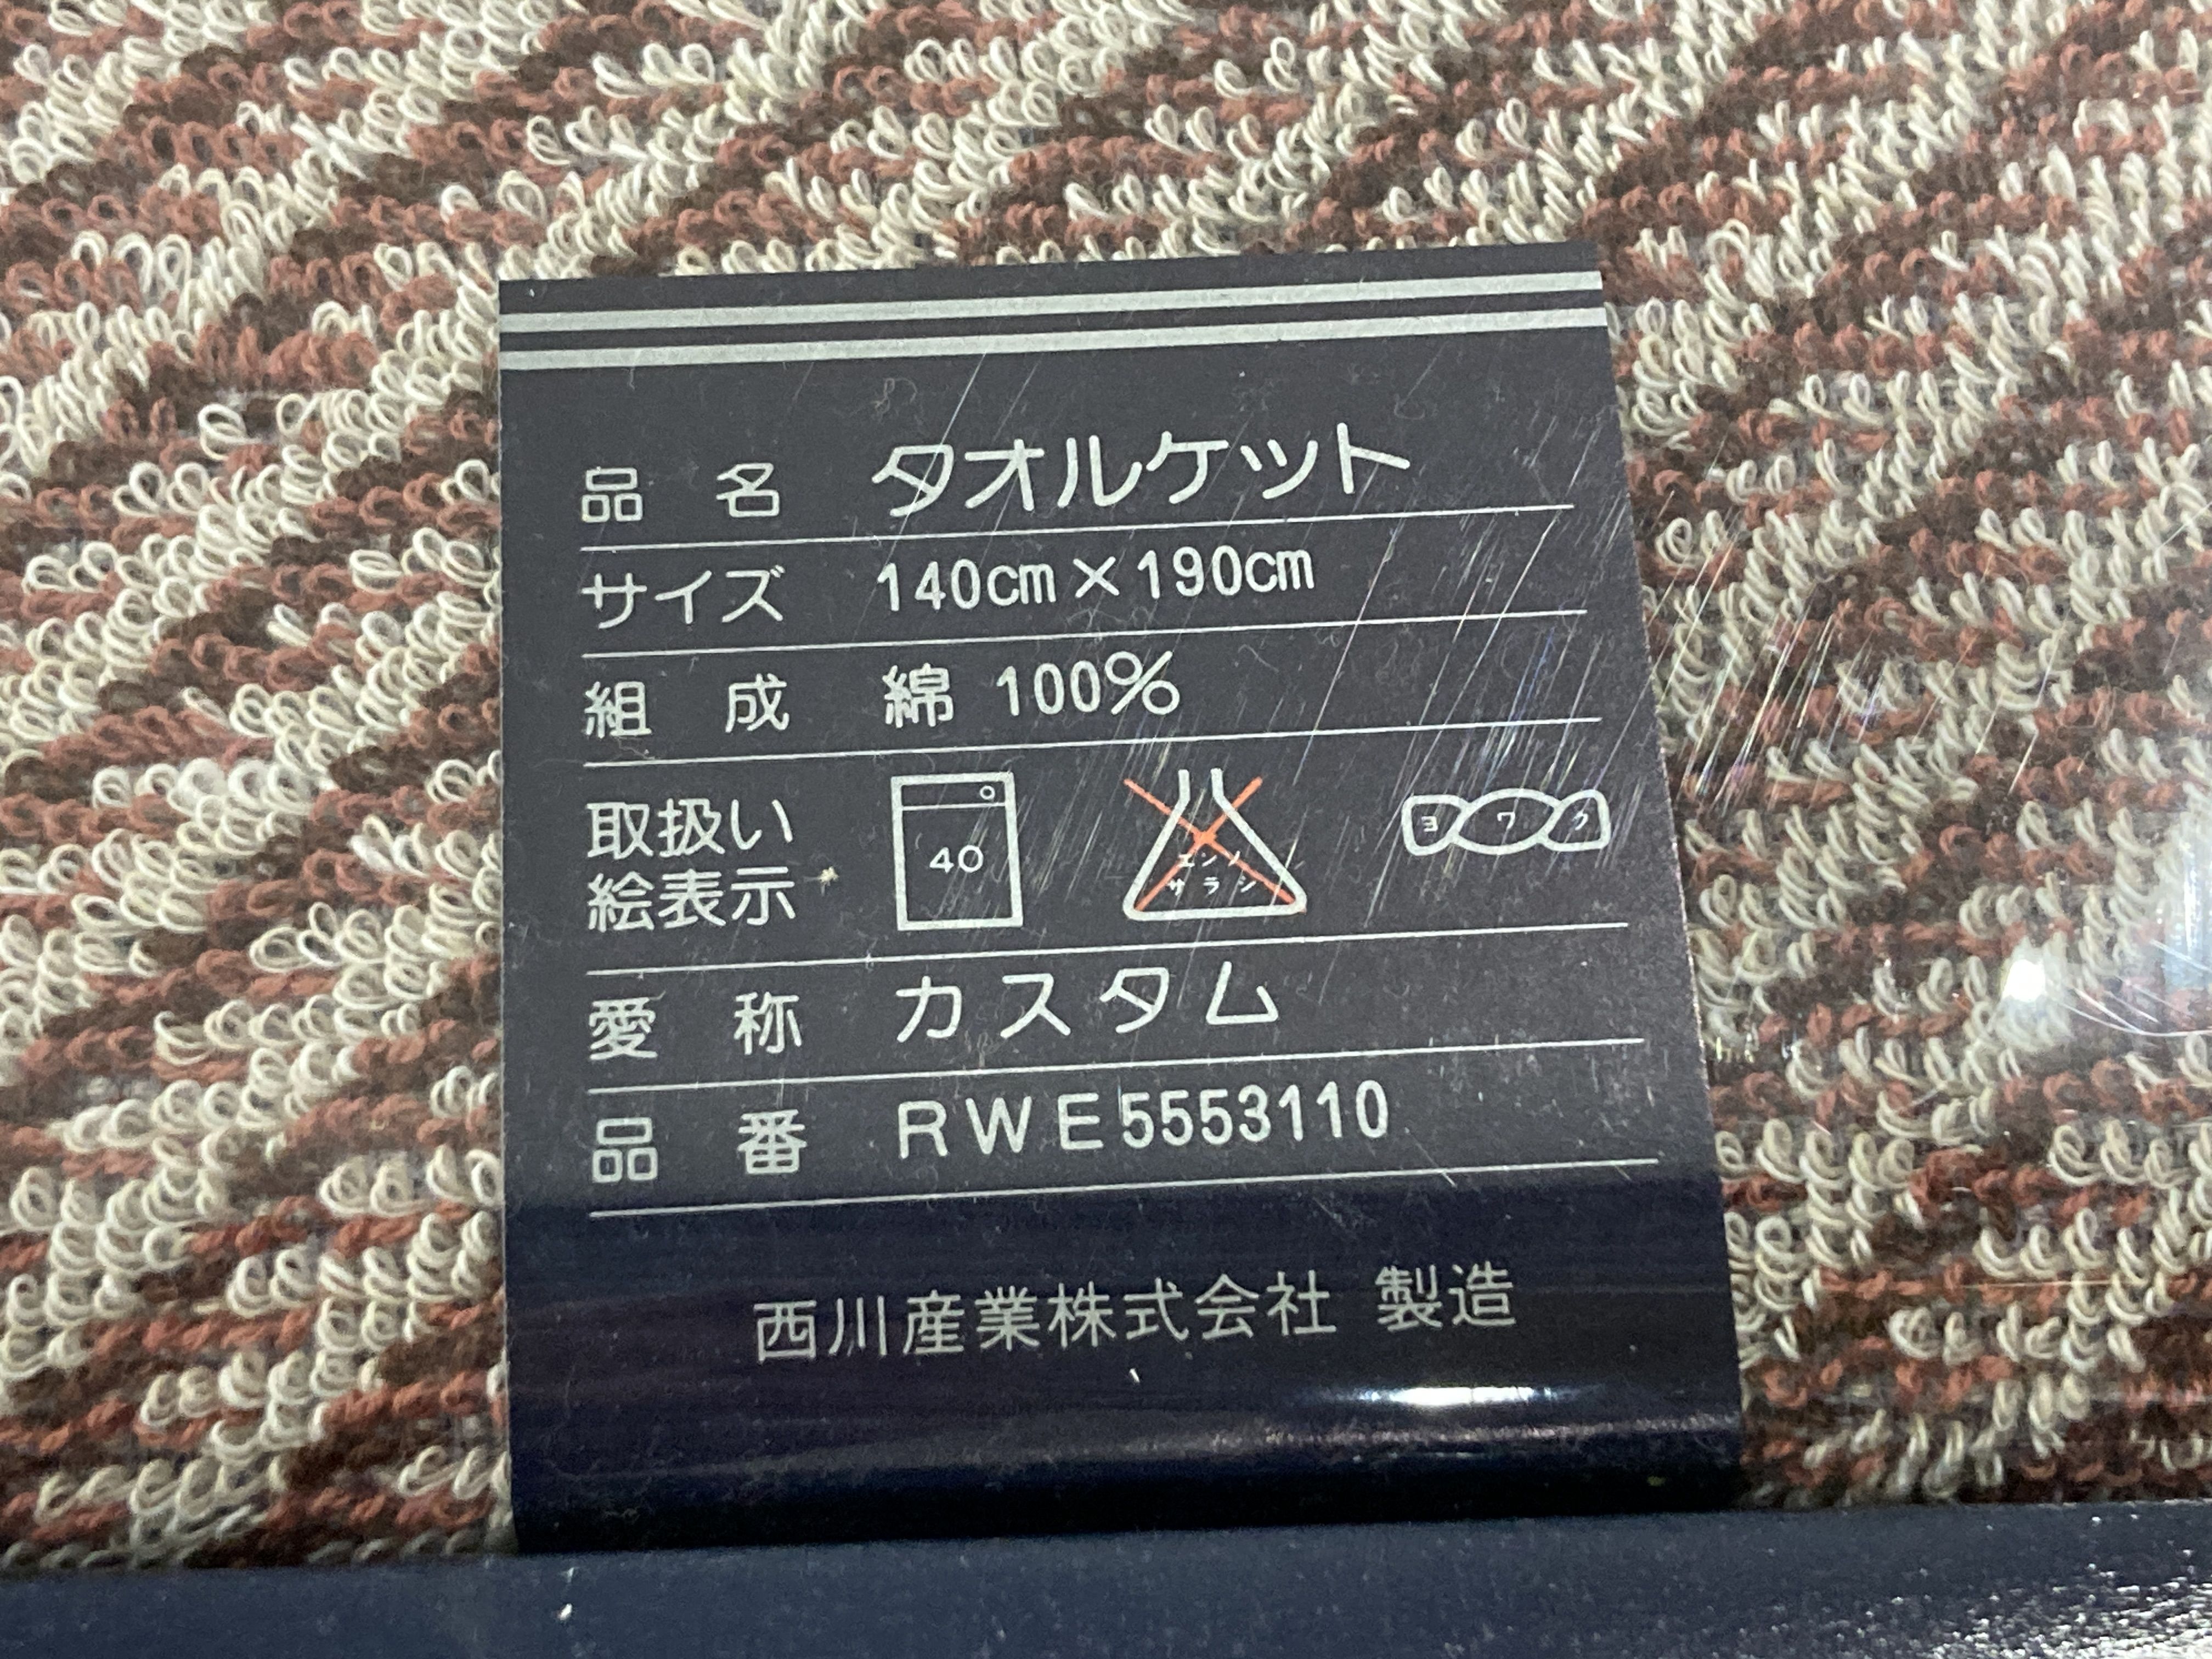 品名 タオルケット
サイズ 140cm×190cm
組成 綿 100%
取扱い
絵表示
40
エンソ
サラシ
ヨワク
愛称 カスタム
品番 RWE5553110
西川産業株式会社 製造